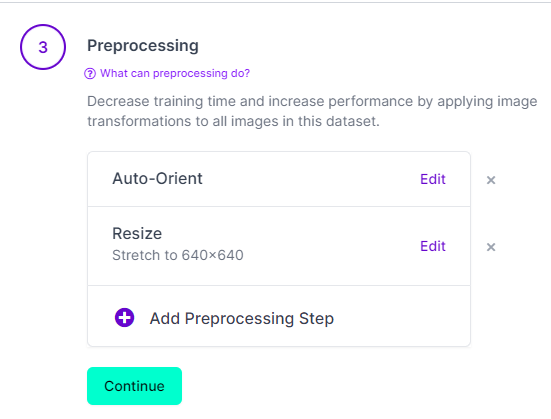 3
Preprocessing
? What can preprocessing do?
Decrease training time and increase performance by applying image
transformations to all images in this dataset.
Auto-Orient
Edit
×
Resize
Stretch to 640×640
Edit
×
Add Preprocessing Step
Continue